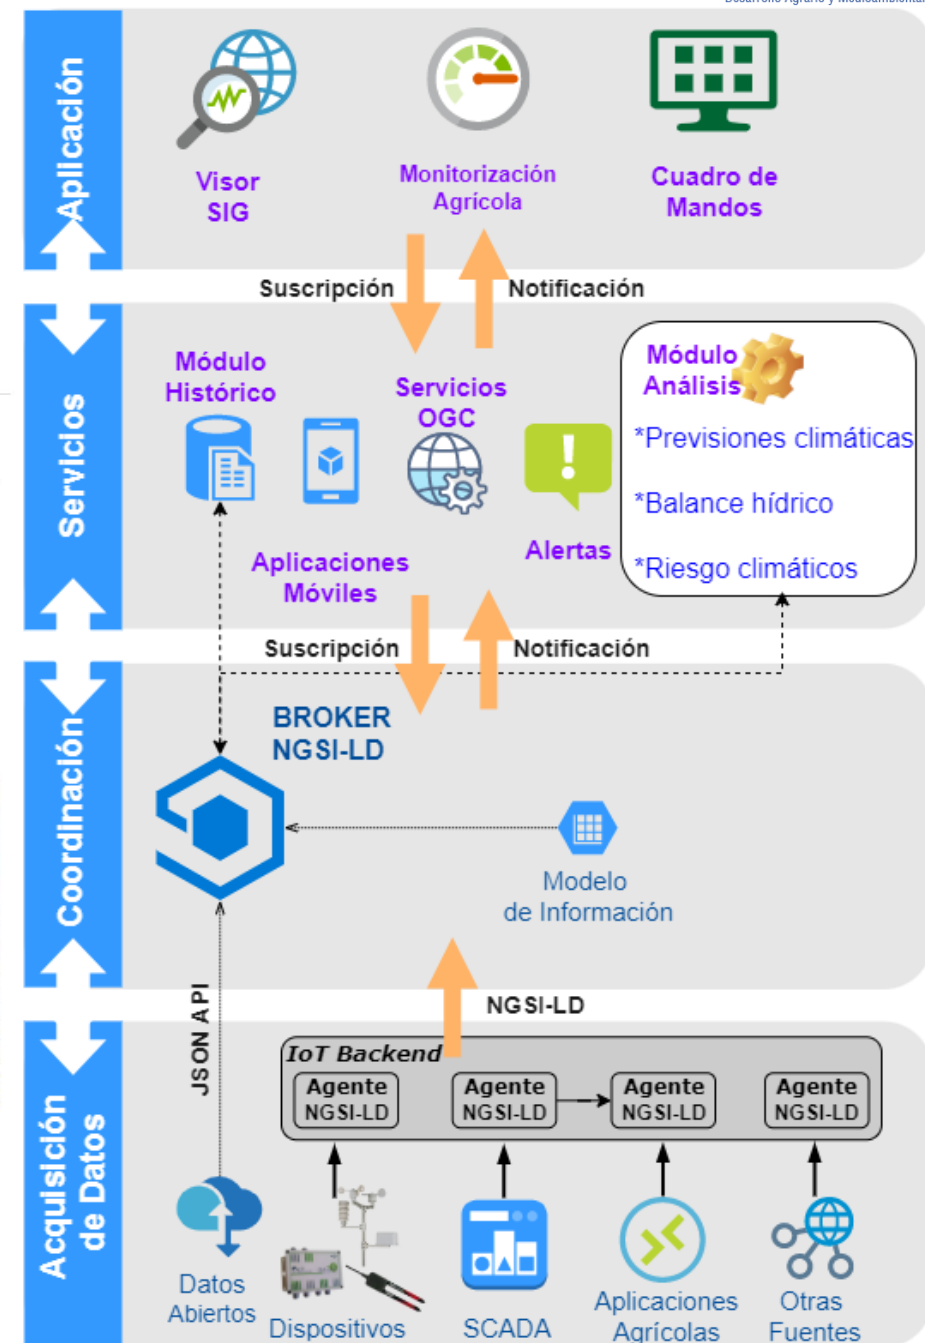 Desarrollo Agrario y Medioambiental
Aplicación
Visor
SIG
Monitorización
Agrícola
Cuadro de
Mandos
Suscripción
Notificación
Servicios
Módulo
Histórico
Aplicaciones
Móviles
Servicios
OGC
Alertas
Módulo
Análisis
*Previsiones climáticas
*Balance hídrico
*Riesgo climáticos
Suscripción
Notificación
Coordinación
BROKER
NGSI-LD
Modelo
de Información
JSON API
NGSI-LD
Acquisición
de Datos
IoT Backend
Agente
NGSI-LD
Agente
NGSI-LD
Agente
NGSI-LD
Agente
NGSI-LD
Datos
Abiertos
Dispositivos
SCADA
Aplicaciones
Agrícolas
Otras
Fuentes